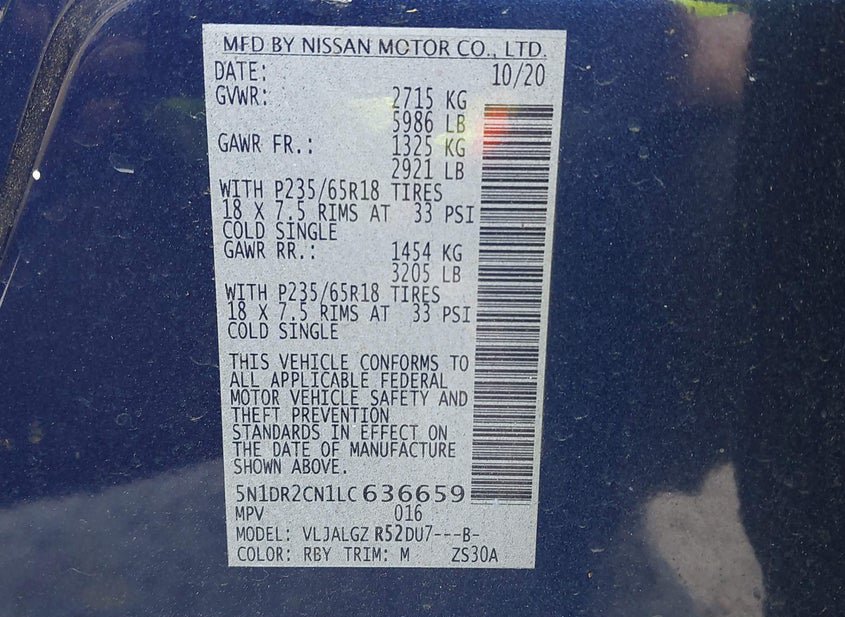 MFD BY NISSAN MOTOR CO., LTD.
DATE: 10/20
GVWR: 2715 KG
5986 LB
GAWR FR.: 1325 KG
2921 LB
WITH P235/65R18 TIRES
18 X 7.5 RIMS AT 33 PSI
COLD SINGLE
GAWR RR.: 1454 KG
3205 LB
WITH P235/65R18 TIRES
18 X 7.5 RIMS AT 33 PSI
COLD SINGLE
THIS VEHICLE CONFORMS TO
ALL APPLICABLE FEDERAL
MOTOR VEHICLE SAFETY AND
THEFT PREVENTION
STANDARDS IN EFFECT ON
THE DATE OF MANUFACTURE
SHOWN ABOVE.
5N1DR2CN1LC636659
MPV 016
MODEL: VLJALGZ R52DU7---B-
COLOR: RBY TRIM: M ZS30A